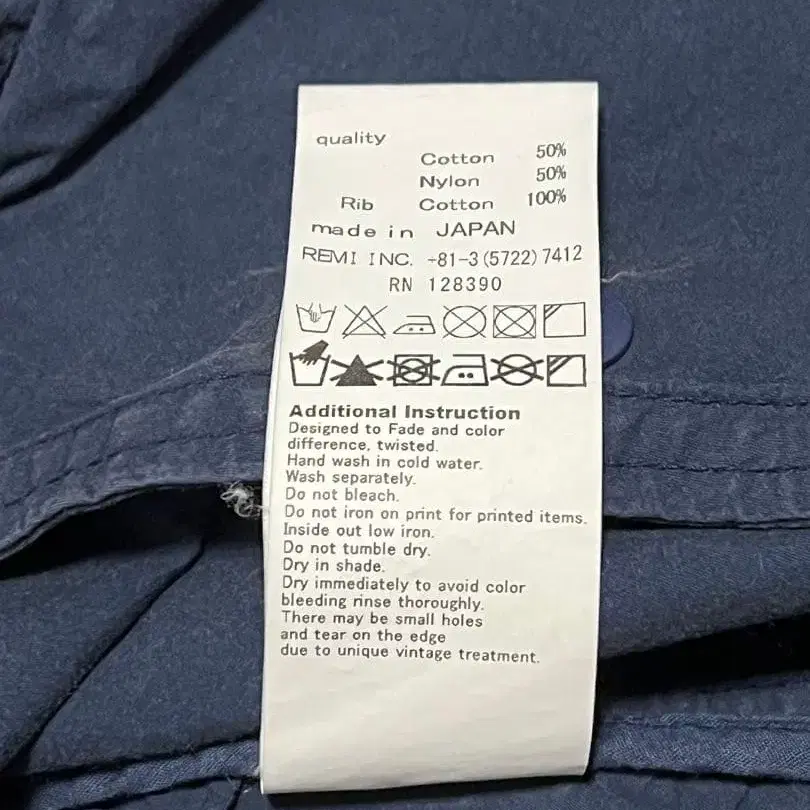 quality
Cotton 50%
Nylon 50%
Rib Cotton 100%
made in JAPAN
REMI INC. +81-3(5722)7412
RN 128390
Additional Instruction
Designed to Fade and color
difference, twisted.
Hand wash in cold water.
Wash separately.
Do not bleach.
Do not iron on print for printed items.
Inside out low iron.
Do not tumble dry.
Dry in shade.
Dry immediately to avoid color
bleeding rinse thoroughly.
There may be small holes
and tear on the edge
due to unique vintage treatment.